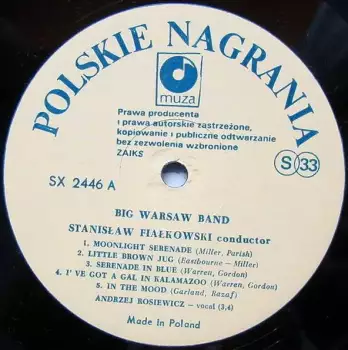 POLSKIE NAGRANIA
muza
Prawa producenta
i prawa autorskie zastrzeżone,
kopiowanie i publiczne odtwarzanie
bez zezwolenia wzbronione
ZAIKS
S 33
SX 2446 A
BIG WARSAW BAND
STANISŁAW FIAŁKOWSKI conductor
1. MOONLIGHT SERENADE (Miller, Parish)
2. LITTLE BROWN JUG (Eastbourne - Miller)
3. SERENADE IN BLUE (Warren, Gordon)
4. I'VE GOT A GAL IN KALAMAZOO (Warren, Gordon)
5. IN THE MOOD (Garland, Razaf)
ANDRZEJ ROSIEWICZ - vocal (3,4)
Made in Poland